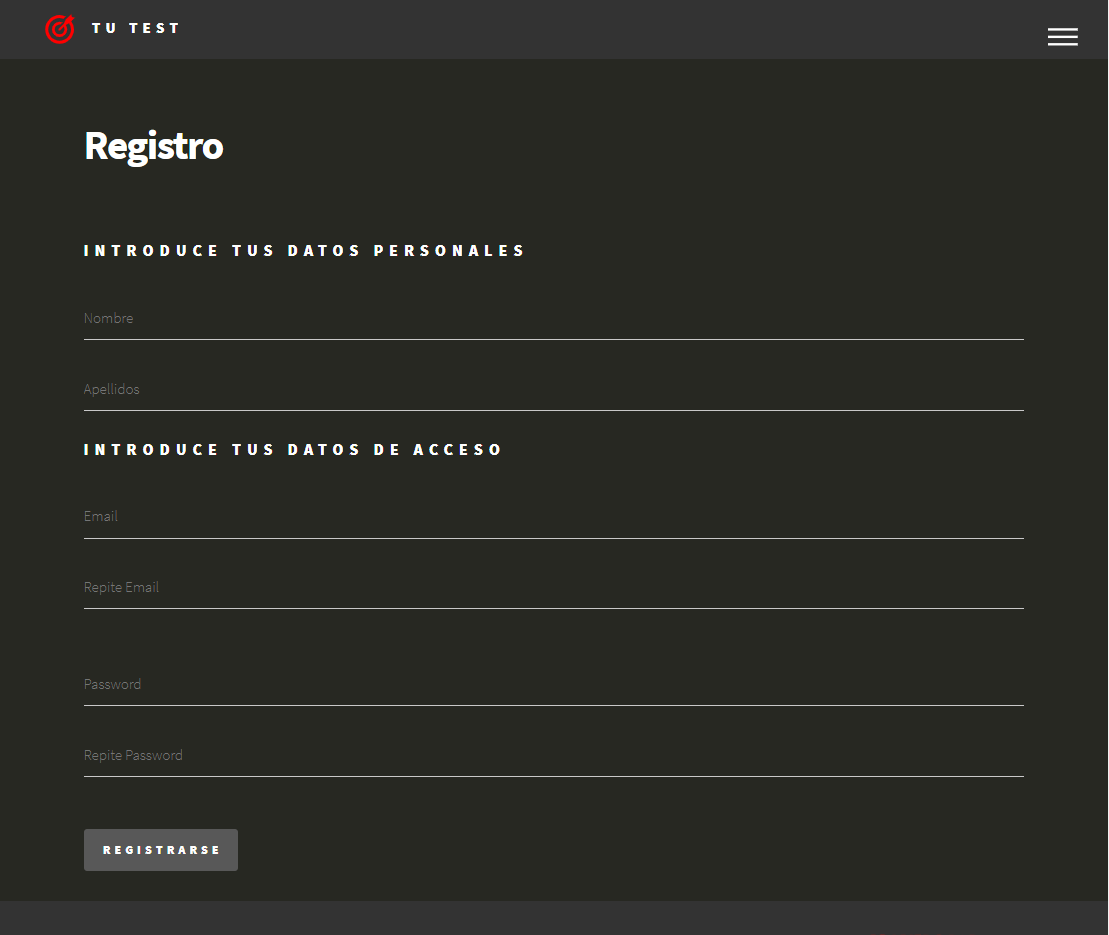 TU TEST
Registro
INTRODUCE TUS DATOS PERSONALES
Nombre
Apellidos
INTRODUCE TUS DATOS DE ACCESO
Email
Repite Email
Password
Repite Password
REGISTRARSE